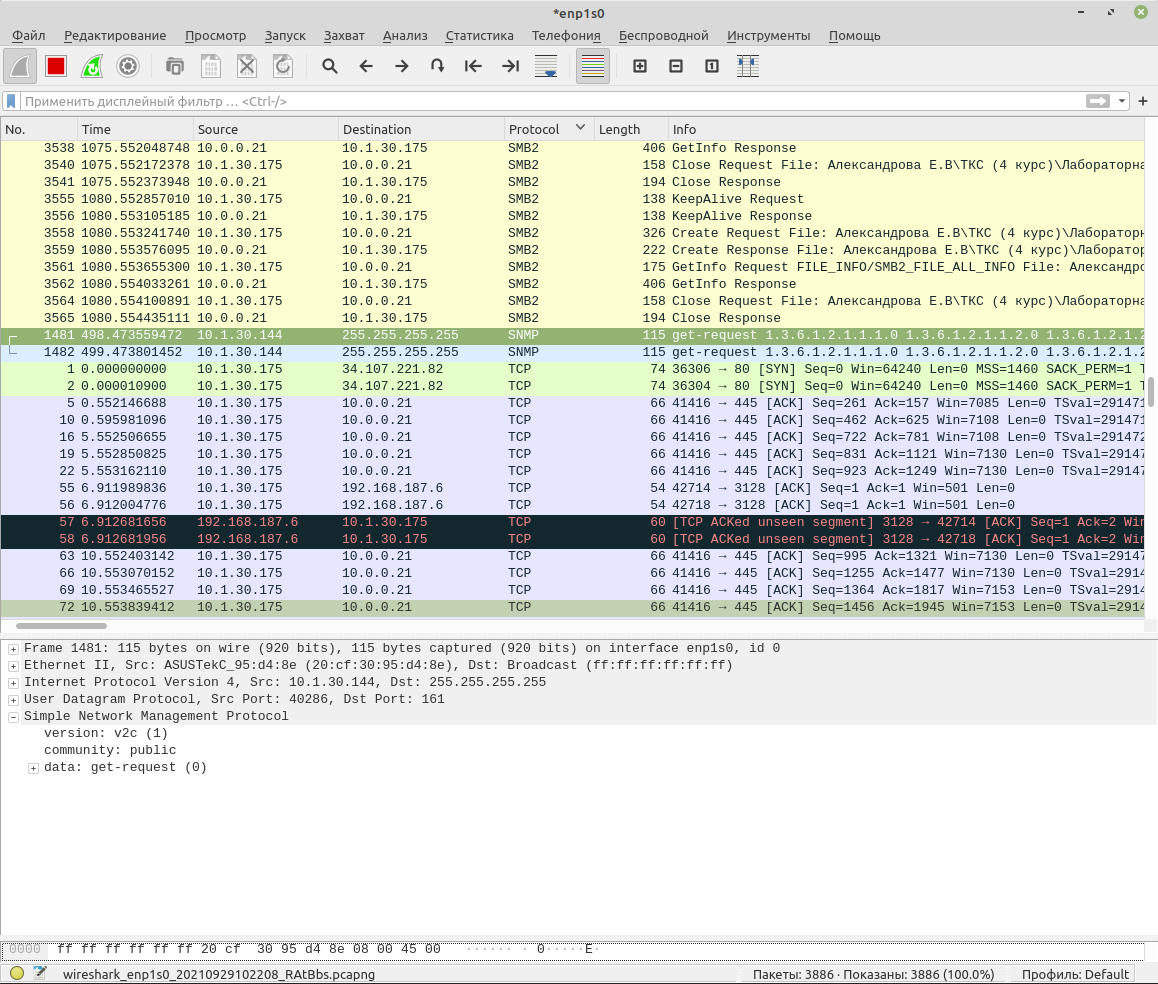 *enp1s0
Файл Редактирование Просмотр Запуск Захват Анализ Статистика Телефония Беспроводной Инструменты Помощь
Применить дисплейный фильтр … <Ctrl-/>
No. Time Source Destination Protocol Length Info
3538 1075.552048748 10.0.0.21 10.1.30.175 SMB2 406 GetInfo Response
3540 1075.552172378 10.1.30.175 10.0.0.21 SMB2 158 Close Request File: Александрова Е.В\ТКС (4 курс)\Лабораторна
3541 1075.552373948 10.0.0.21 10.1.30.175 SMB2 194 Close Response
3555 1080.552857010 10.1.30.175 10.0.0.21 SMB2 138 KeepAlive Request
3556 1080.553105185 10.0.0.21 10.1.30.175 SMB2 138 KeepAlive Response
3558 1080.553241740 10.1.30.175 10.0.0.21 SMB2 326 Create Request File: Александрова Е.В\ТКС (4 курс)\Лаборатор
3559 1080.553576095 10.0.0.21 10.1.30.175 SMB2 222 Create Response File: Александрова Е.В\ТКС (4 курс)\Лаборатор
3561 1080.553655300 10.1.30.175 10.0.0.21 SMB2 175 GetInfo Request FILE_INFO/SMB2_FILE_ALL_INFO File: Александро
3562 1080.554033261 10.0.0.21 10.1.30.175 SMB2 406 GetInfo Response
3564 1080.554100891 10.1.30.175 10.0.0.21 SMB2 158 Close Request File: Александрова Е.В\ТКС (4 курс)\Лабораторна
3565 1080.554435111 10.0.0.21 10.1.30.175 SMB2 194 Close Response
1481 498.473559472 10.1.30.144 255.255.255.255 SNMP 115 get-request 1.3.6.1.2.1.1.1.0 1.3.6.1.2.1.1.2.0 1.3.6.1.2.1.2
1482 499.473801452 10.1.30.144 255.255.255.255 SNMP 115 get-request 1.3.6.1.2.1.1.1.0 1.3.6.1.2.1.1.2.0 1.3.6.1.2.1.2
1 0.000000000 10.1.30.175 34.107.221.82 TCP 74 36306 → 80 [SYN] Seq=0 Win=64240 Len=0 MSS=1460 SACK_PERM=1 T
2 0.000010900 10.1.30.175 34.107.221.82 TCP 74 36304 → 80 [SYN] Seq=0 Win=64240 Len=0 MSS=1460 SACK_PERM=1 T
5 0.552146688 10.1.30.175 10.0.0.21 TCP 66 41416 → 445 [ACK] Seq=261 Ack=157 Win=7085 Len=0 TSval=291471
10 0.595981096 10.1.30.175 10.0.0.21 TCP 66 41416 → 445 [ACK] Seq=462 Ack=625 Win=7108 Len=0 TSval=291471
16 5.552506655 10.1.30.175 10.0.0.21 TCP 66 41416 → 445 [ACK] Seq=722 Ack=781 Win=7108 Len=0 TSval=291472
19 5.552850825 10.1.30.175 10.0.0.21 TCP 66 41416 → 445 [ACK] Seq=831 Ack=1121 Win=7130 Len=0 TSval=29147
22 5.553162110 10.1.30.175 10.0.0.21 TCP 66 41416 → 445 [ACK] Seq=923 Ack=1249 Win=7130 Len=0 TSval=29147
55 6.911989836 10.1.30.175 192.168.187.6 TCP 54 42714 → 3128 [ACK] Seq=1 Ack=1 Win=501 Len=0
56 6.912004776 10.1.30.175 192.168.187.6 TCP 54 42718 → 3128 [ACK] Seq=1 Ack=1 Win=501 Len=0
57 6.912681656 192.168.187.6 10.1.30.175 TCP 60 [TCP ACKed unseen segment] 3128 → 42714 [ACK] Seq=1 Ack=2 Win
58 6.912681956 192.168.187.6 10.1.30.175 TCP 60 [TCP ACKed unseen segment] 3128 → 42718 [ACK] Seq=1 Ack=2 Win
63 10.552403142 10.1.30.175 10.0.0.21 TCP 66 41416 → 445 [ACK] Seq=995 Ack=1321 Win=7130 Len=0 TSval=29147
66 10.553070152 10.1.30.175 10.0.0.21 TCP 66 41416 → 445 [ACK] Seq=1255 Ack=1477 Win=7130 Len=0 TSval=2914
69 10.553465527 10.1.30.175 10.0.0.21 TCP 66 41416 → 445 [ACK] Seq=1364 Ack=1817 Win=7153 Len=0 TSval=2914
72 10.553839412 10.1.30.175 10.0.0.21 TCP 66 41416 → 445 [ACK] Seq=1456 Ack=1945 Win=7153 Len=0 TSval=2914
Frame 1481: 115 bytes on wire (920 bits), 115 bytes captured (920 bits) on interface enp1s0, id 0
Ethernet II, Src: ASUSTekC_95:d4:8e (20:cf:30:95:d4:8e), Dst: Broadcast (ff:ff:ff:ff:ff:ff)
Internet Protocol Version 4, Src: 10.1.30.144, Dst: 255.255.255.255
User Datagram Protocol, Src Port: 40286, Dst Port: 161
Simple Network Management Protocol
version: v2c (1)
community: public
data: get-request (0)
0000 ff ff ff ff ff ff 20 cf 30 95 d4 8e 08 00 45 00 ······ · 0·····E·
wireshark_enp1s0_20210929102208_RAtBbs.pcapng Пакеты: 3886 · Показаны: 3886 (100.0%) Профиль: Default